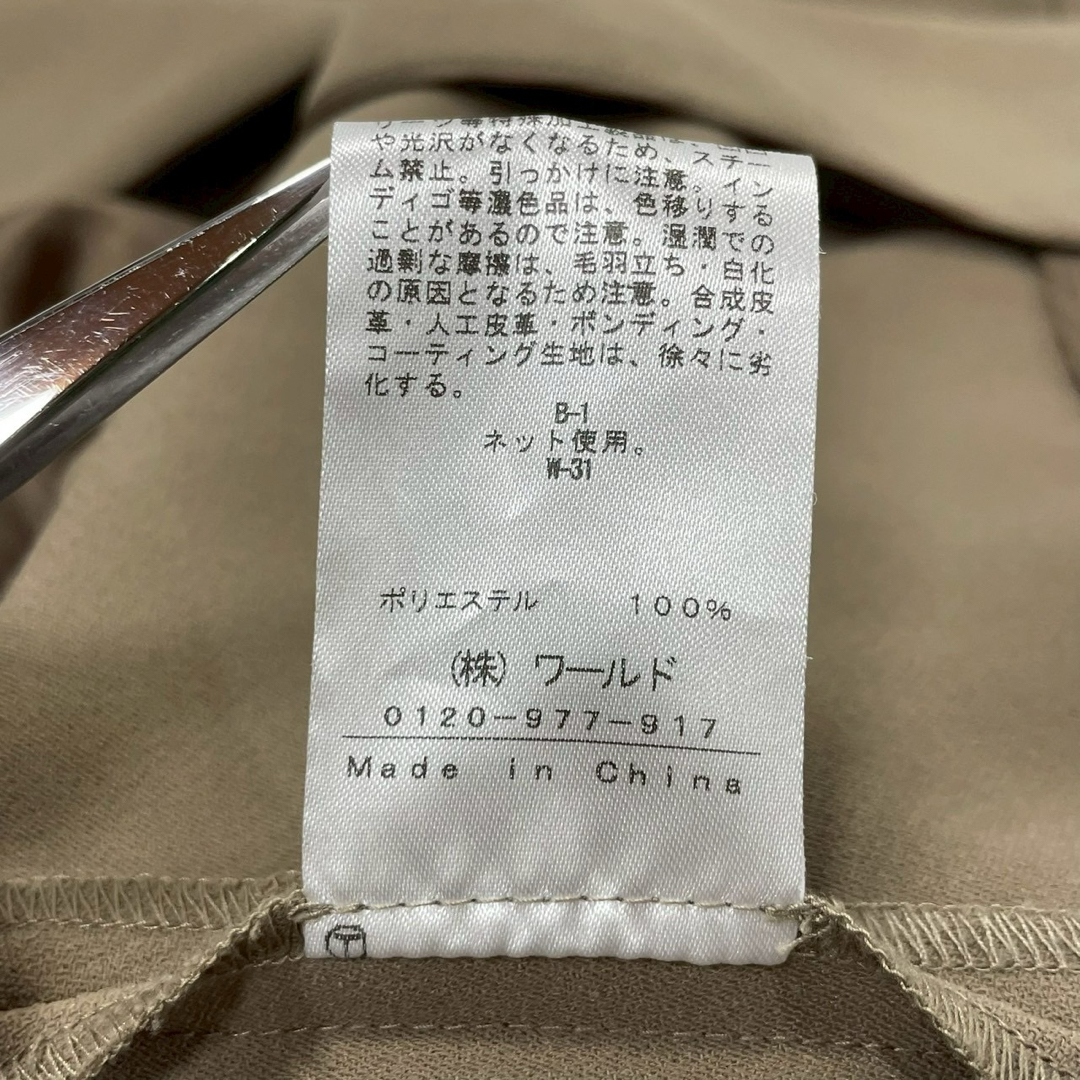 や光沢がなくなるため、スチー
ム禁止。引っかけに注意。イン
ディゴ等濃色品は、色移りする
ことがあるので注意。湿潤での
過剰な摩擦は、毛羽立ち・白化
の原因となるため注意。合成皮
革・人工皮革・ボンディング・
コーティング生地は、徐々に劣
化する。
B-1
ネット使用。
W-31
ポリエステル 100%
(株) ワールド
0120-977-917
Made in China
T